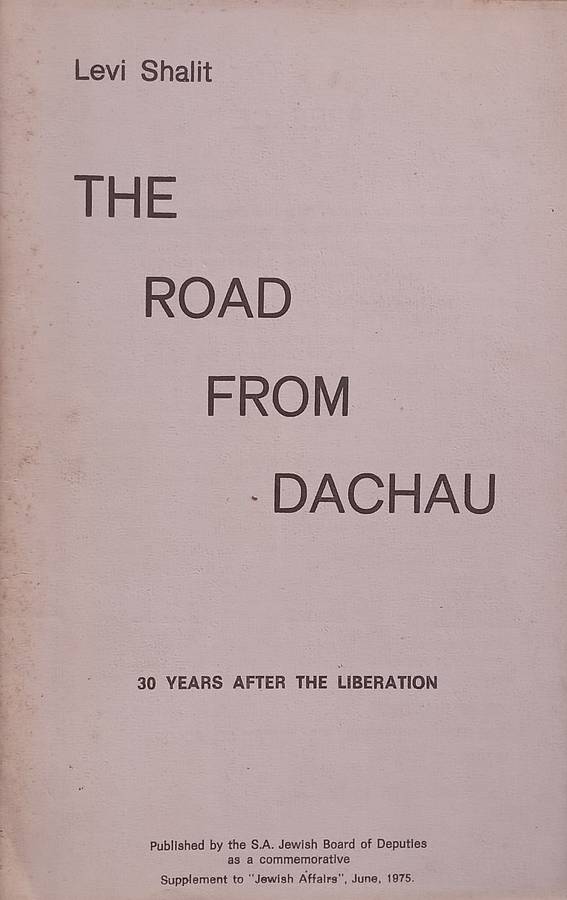 Levi Shalit
THE
ROAD
FROM
DACHAU
30 YEARS AFTER THE LIBERATION
Published by the S.A. Jewish Board of Deputies
as a commemorative
Supplement to "Jewish Affairs", June, 1975.